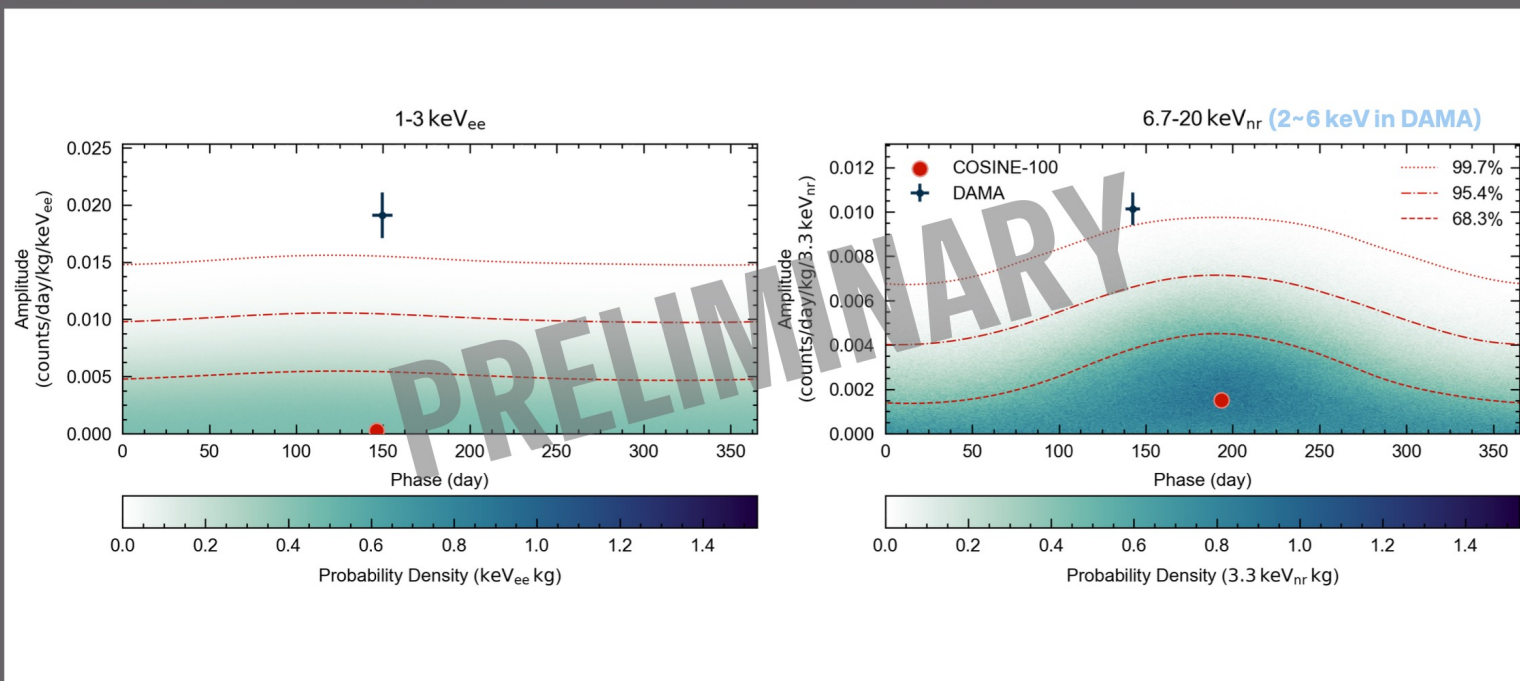 1-3 keVee
0.025
0.020
0.015
0.010
0.005
0.000
Amplitude
(counts/day/kg/keVee)
0 50 100 150 200 250 300 350
Phase (day)
0.0 0.2 0.4 0.6 0.8 1.0 1.2 1.4
Probability Density (keVee kg)
6.7-20 keVnr (2~6 keV in DAMA)
COSINE-100
DAMA
99.7%
95.4%
68.3%
0.012
0.010
0.008
0.006
0.004
0.002
0.000
Amplitude
(counts/day/kg/3.3 keVnr)
0 50 100 150 200 250 300 350
Phase (day)
0.0 0.2 0.4 0.6 0.8 1.0 1.2 1.4
Probability Density (3.3 keVnr kg)
PRELIMINARY